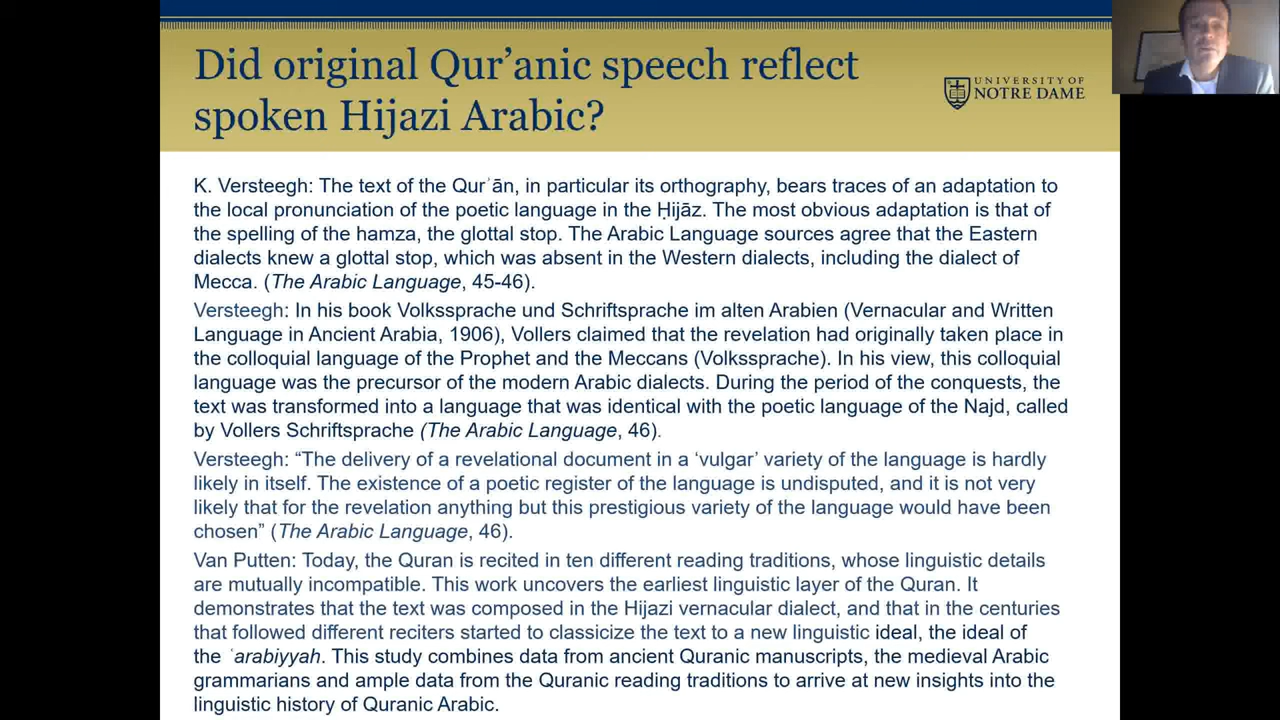 Did original Qur’anic speech reflect
spoken Hijazi Arabic?
UNIVERSITY OF
NOTRE DAME
K. Versteegh: The text of the Qurʾān, in particular its orthography, bears traces of an adaptation to
the local pronunciation of the poetic language in the Ḥijāz. The most obvious adaptation is that of
the spelling of the hamza, the glottal stop. The Arabic Language sources agree that the Eastern
dialects knew a glottal stop, which was absent in the Western dialects, including the dialect of
Mecca. (The Arabic Language, 45-46).
Versteegh: In his book Volkssprache und Schriftsprache im alten Arabien (Vernacular and Written
Language in Ancient Arabia, 1906), Vollers claimed that the revelation had originally taken place in
the colloquial language of the Prophet and the Meccans (Volkssprache). In his view, this colloquial
language was the precursor of the modern Arabic dialects. During the period of the conquests, the
text was transformed into a language that was identical with the poetic language of the Najd, called
by Vollers Schriftsprache (The Arabic Language, 46).
Versteegh: “The delivery of a revelational document in a ‘vulgar’ variety of the language is hardly
likely in itself. The existence of a poetic register of the language is undisputed, and it is not very
likely that for the revelation anything but this prestigious variety of the language would have been
chosen” (The Arabic Language, 46).
Van Putten: Today, the Quran is recited in ten different reading traditions, whose linguistic details
are mutually incompatible. This work uncovers the earliest linguistic layer of the Quran. It
demonstrates that the text was composed in the Hijazi vernacular dialect, and that in the centuries
that followed different reciters started to classicize the text to a new linguistic ideal, the ideal of
the ʿarabiyyah. This study combines data from ancient Quranic manuscripts, the medieval Arabic
grammarians and ample data from the Quranic reading traditions to arrive at new insights into the
linguistic history of Quranic Arabic.